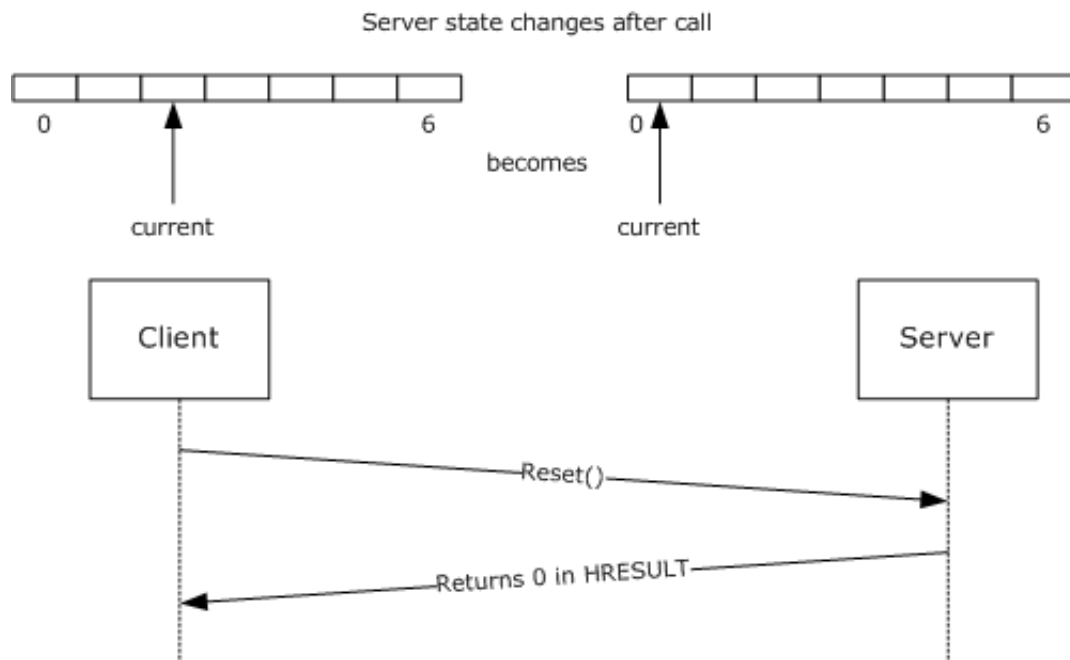 Server state changes after call
0 6 0 6
becomes
current current
Client Server
Reset()
Returns 0 in HRESULT